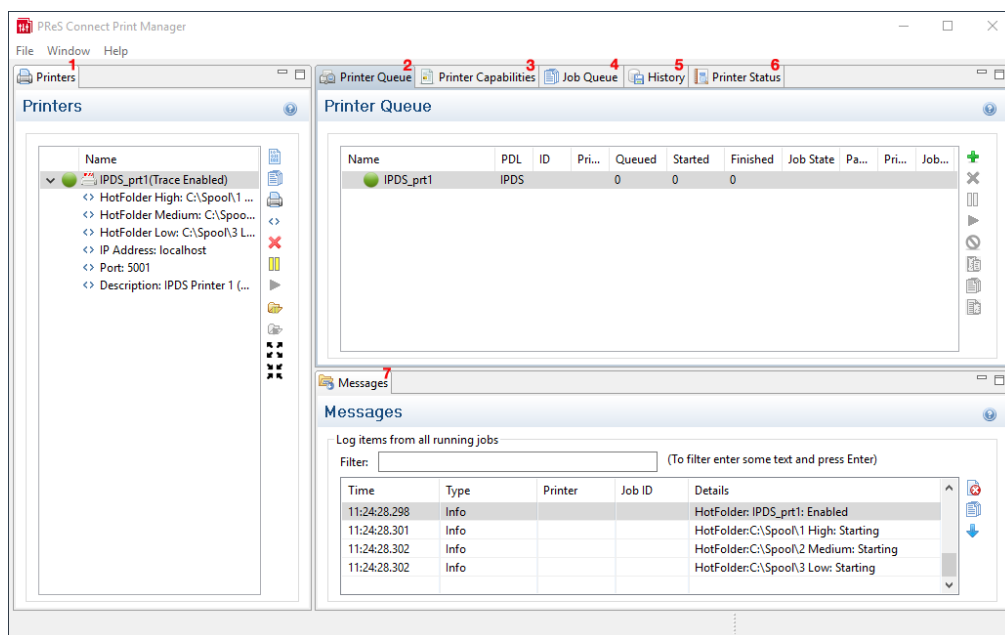 PReS Connect Print Manager
File Window Help
Printers 1
Printers
Name
IPDS_prt1(Trace Enabled)
<> HotFolder High: C:\Spool\1 ...
<> HotFolder Medium: C:\Spoo...
<> HotFolder Low: C:\Spool\3 L...
<> IP Address: localhost
<> Port: 5001
<> Description: IPDS Printer 1 (...
Printer Queue 2 Printer Capabilities 3 Job Queue 4 History 5 Printer Status 6
Printer Queue
Name PDL ID Pri... Queued Started Finished Job State Pa... Pri... Job...
IPDS_prt1 IPDS 0 0 0
Messages 7
Messages
Log items from all running jobs
Filter: (To filter enter some text and press Enter)
Time Type Printer Job ID Details
11:24:28.298 Info HotFolder: IPDS_prt1: Enabled
11:24:28.301 Info HotFolder:C:\Spool\1 High: Starting
11:24:28.302 Info HotFolder:C:\Spool\2 Medium: Starting
11:24:28.302 Info HotFolder:C:\Spool\3 Low: Starting